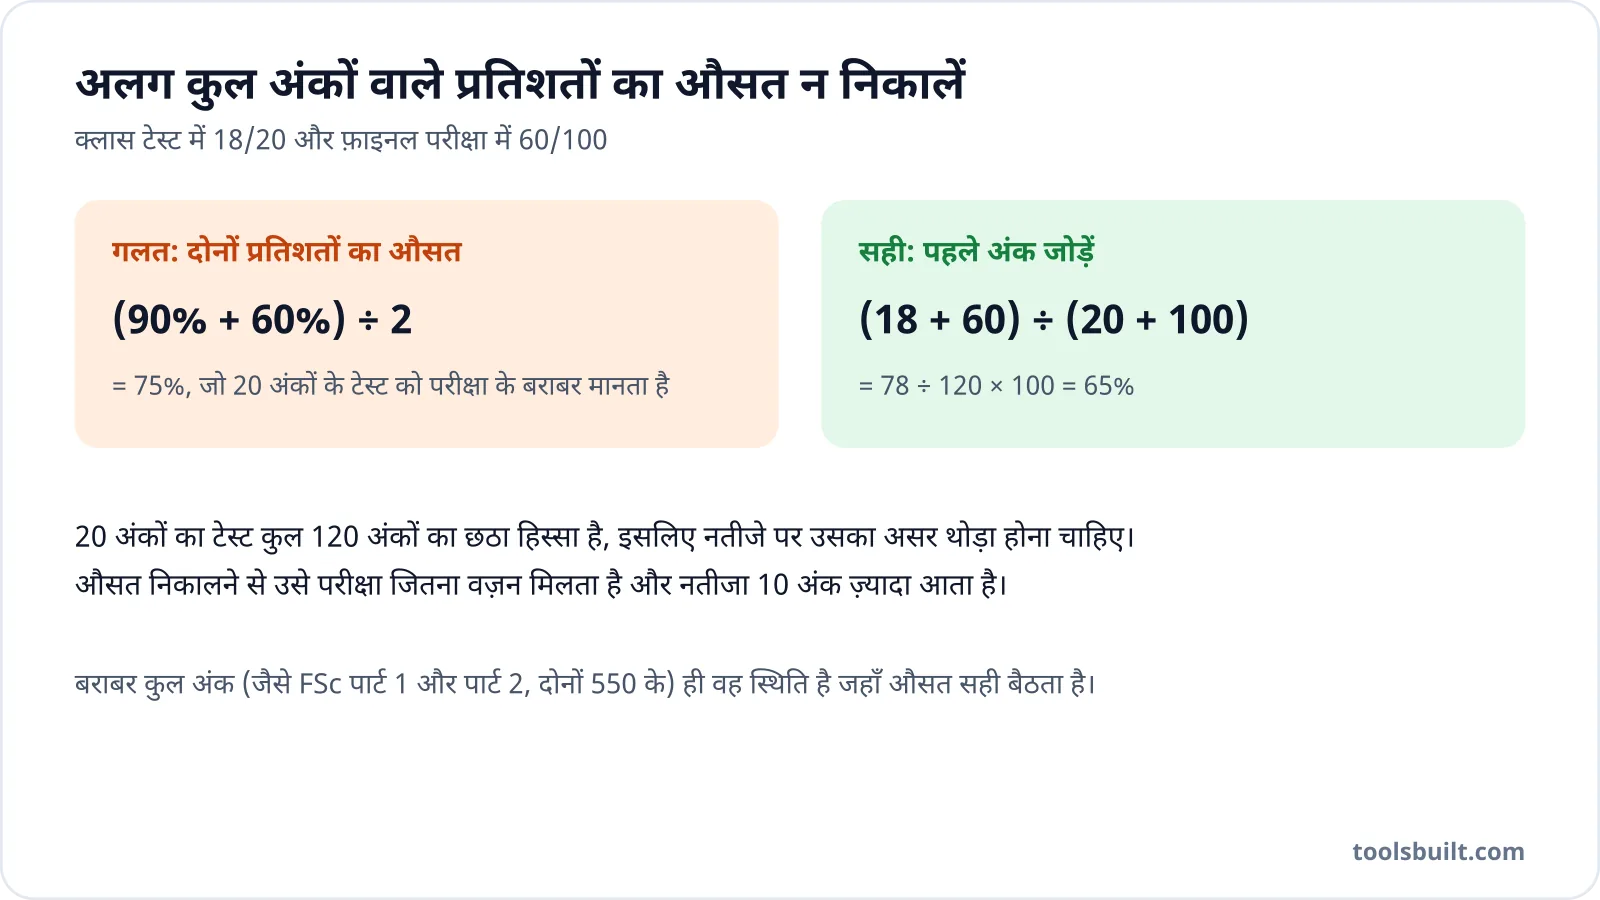 अलग कुल अंकों वाले प्रतिशतों का औसत न निकालें
क्लास टेस्ट में 18/20 और फ़ाइनल परीक्षा में 60/100
गलत: दोनों प्रतिशतों का औसत
(90% + 60%) ÷ 2
= 75%, जो 20 अंकों के टेस्ट को परीक्षा के बराबर मानता है
सही: पहले अंक जोड़ें
(18 + 60) ÷ (20 + 100)
= 78 ÷ 120 × 100 = 65%
20 अंकों का टेस्ट कुल 120 अंकों का छठा हिस्सा है, इसलिए नतीजे पर उसका असर थोड़ा होना चाहिए।
औसत निकालने से उसे परीक्षा जितना वज़न मिलता है और नतीजा 10 अंक ज़्यादा आता है।
बराबर कुल अंक (जैसे FSc पार्ट 1 और पार्ट 2, दोनों 550 के) ही वह स्थिति है जहाँ औसत सही बैठता है।
toolsbuilt.com